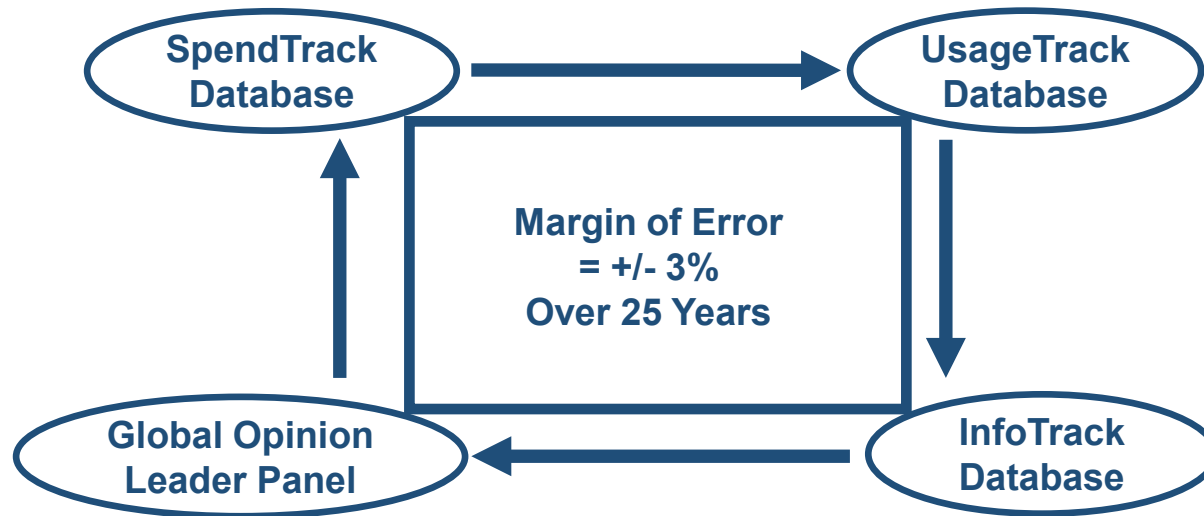 SpendTrack
Database
UsageTrack
Database
Margin of Error
= +/- 3%
Over 25 Years
Global Opinion
Leader Panel
InfoTrack
Database